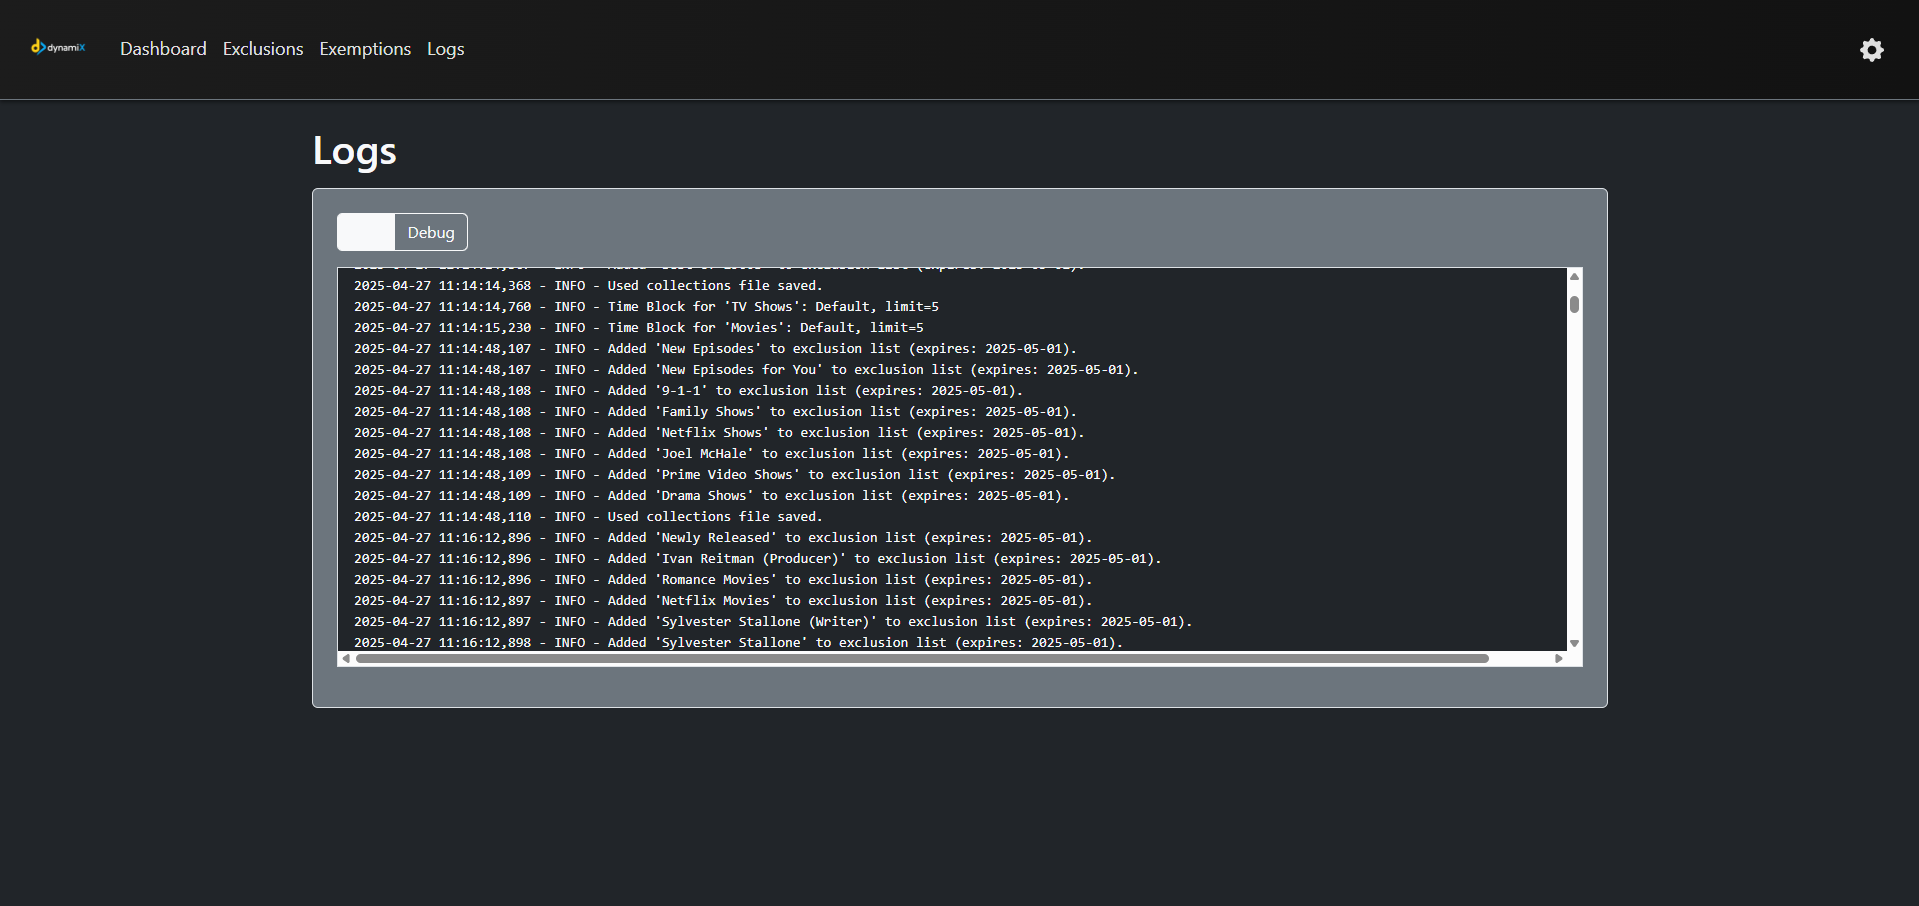 dynamiX
Dashboard
Exclusions
Exemptions
Logs
Logs
Debug
2025-04-27 11:14:14,368 - INFO - Used collections file saved.
2025-04-27 11:14:14,760 - INFO - Time Block for 'TV Shows': Default, limit=5
2025-04-27 11:14:15,230 - INFO - Time Block for 'Movies': Default, limit=5
2025-04-27 11:14:48,107 - INFO - Added 'New Episodes' to exclusion list (expires: 2025-05-01).
2025-04-27 11:14:48,107 - INFO - Added 'New Episodes for You' to exclusion list (expires: 2025-05-01).
2025-04-27 11:14:48,108 - INFO - Added '9-1-1' to exclusion list (expires: 2025-05-01).
2025-04-27 11:14:48,108 - INFO - Added 'Family Shows' to exclusion list (expires: 2025-05-01).
2025-04-27 11:14:48,108 - INFO - Added 'Netflix Shows' to exclusion list (expires: 2025-05-01).
2025-04-27 11:14:48,108 - INFO - Added 'Joel McHale' to exclusion list (expires: 2025-05-01).
2025-04-27 11:14:48,109 - INFO - Added 'Prime Video Shows' to exclusion list (expires: 2025-05-01).
2025-04-27 11:14:48,109 - INFO - Added 'Drama Shows' to exclusion list (expires: 2025-05-01).
2025-04-27 11:14:48,110 - INFO - Used collections file saved.
2025-04-27 11:16:12,896 - INFO - Added 'Newly Released' to exclusion list (expires: 2025-05-01).
2025-04-27 11:16:12,896 - INFO - Added 'Ivan Reitman (Producer)' to exclusion list (expires: 2025-05-01).
2025-04-27 11:16:12,896 - INFO - Added 'Romance Movies' to exclusion list (expires: 2025-05-01).
2025-04-27 11:16:12,897 - INFO - Added 'Netflix Movies' to exclusion list (expires: 2025-05-01).
2025-04-27 11:16:12,897 - INFO - Added 'Sylvester Stallone (Writer)' to exclusion list (expires: 2025-05-01).
2025-04-27 11:16:12,898 - INFO - Added 'Sylvester Stallone' to exclusion list (expires: 2025-05-01).